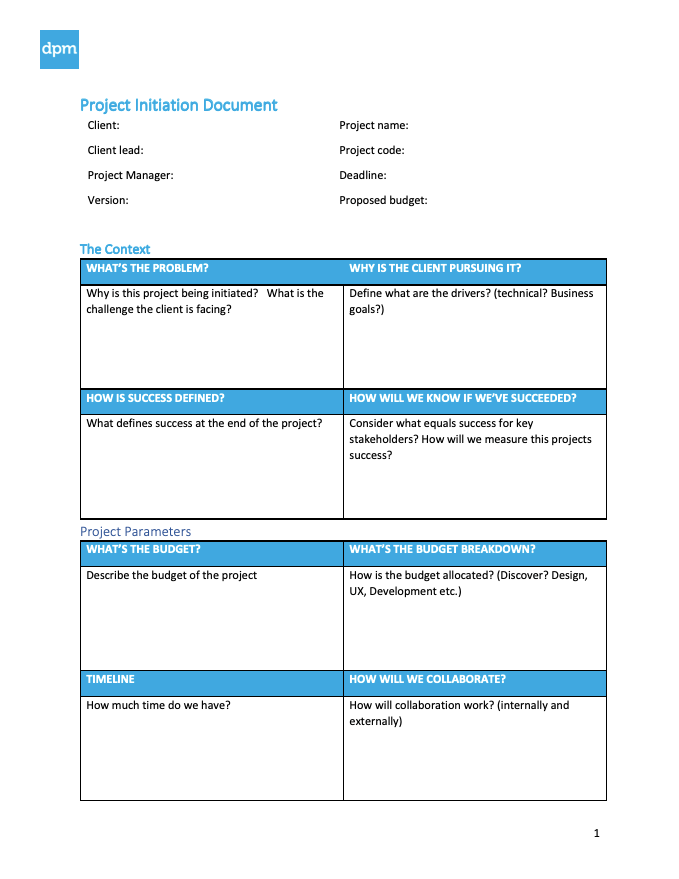 dpm
Project Initiation Document
Client:
Project name:
Client lead:
Project code:
Project Manager:
Deadline:
Version:
Proposed budget:
The Context
WHAT'S THE PROBLEM?
WHY IS THE CLIENT PURSUING IT?
Why is this project being initiated?   What is the
challenge the client is facing?
Define what are the drivers? (technical? Business
goals?)
HOW IS SUCCESS DEFINED?
HOW WILL WE KNOW IF WE'VE SUCCEEDED?
What defines success at the end of the project?
Consider what equals success for key
stakeholders? How will we measure this projects
success?
Project Parameters
WHAT'S THE BUDGET?
WHAT'S THE BUDGET BREAKDOWN?
Describe the budget of the project
How is the budget allocated? (Discover? Design,
UX, Development etc.)
TIMELINE
HOW WILL WE COLLABORATE?
How much time do we have?
How will collaboration work? (internally and
externally)
1